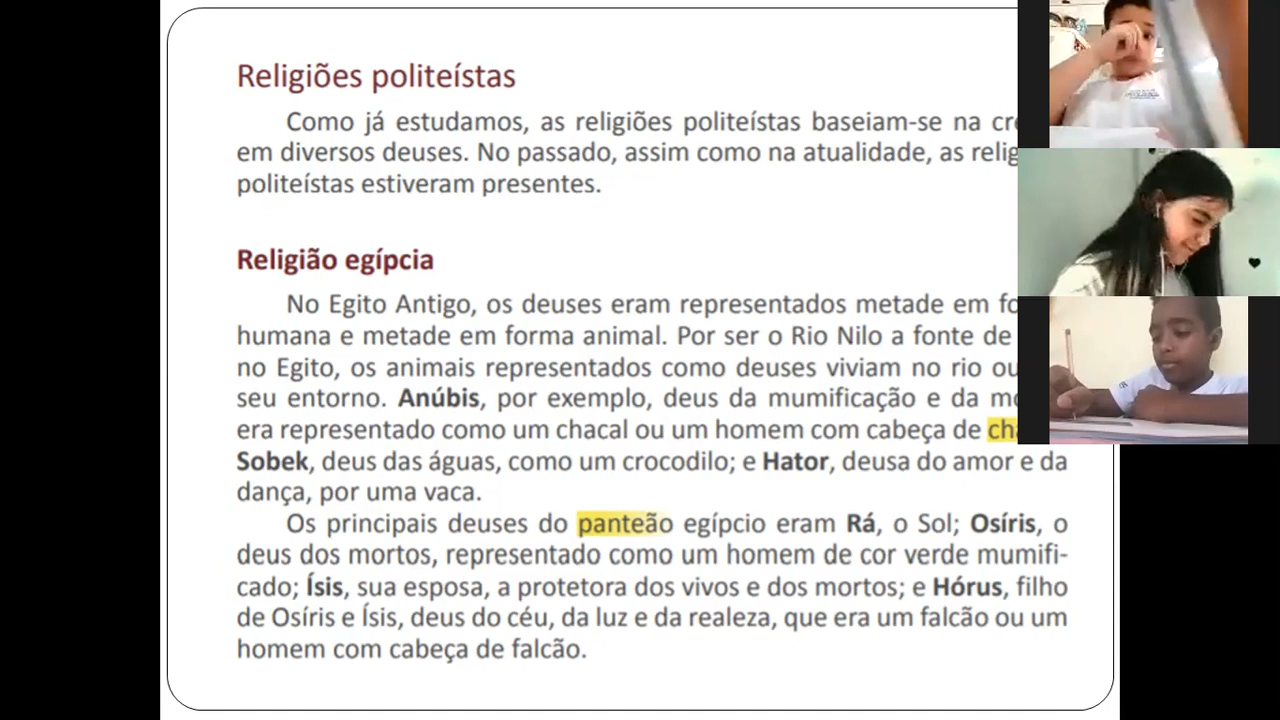 Religiões politeístas
Como já estudamos, as religiões politeístas baseiam-se na
em diversos deuses. No passado, assim como na atualidade, as
politeístas estiveram presentes.
Religião egípcia
No Egito Antigo, os deuses eram representados metade em
humana e metade em forma animal. Por ser o Rio Nilo a fonte de
no Egito, os animais representados como deuses viviam no rio ou
seu entorno. Anúbis, por exemplo, deus da mumificação e da
era representado como um chacal ou um homem com cabeça de
Sobek, deus das águas, como um crocodilo; e Hator, deusa do amor e da
dança, por uma vaca.
Os principais deuses do panteão egípcio eram Rá, o Sol; Osíris, o
deus dos mortos, representado como um homem de cor verde mumifi-
cado; Ísis, sua esposa, a protetora dos vivos e dos mortos; e Hórus, filho
de Osíris e Ísis, deus do céu, da luz e da realeza, que era um falcão ou um
homem com cabeça de falcão.